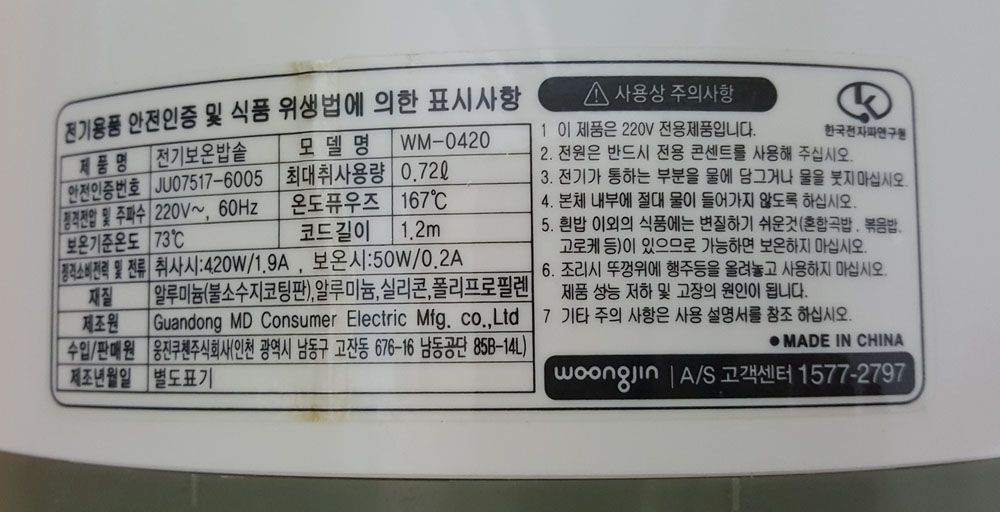 전기용품 안전인증 및 식품 위생법에 의한 표시사항
제 품 명 전기보온밥솥 모 델 명 WM-0420
안전인증번호 JU07517-6005 최대취사용량 0.72ℓ
정격전압 및 주파수 220V~, 60Hz 온도퓨우즈 167℃
보온기준온도 73℃ 코드길이 1.2m
정격소비전력 및 전류 취사시:420W/1.9A , 보온시:50W/0.2A
재질 알루미늄(불소수지코팅판),알루미늄,실리콘,폴리프로필렌
제조원 Guandong MD Consumer Electric Mfg. co.,Ltd
수입/판매원 웅진쿠첸주식회사(인천 광역시 남동구 고잔동 676-16 남동공단 85B-14L)
제조년월일 별도표기
사용상 주의사항
한국전자파연구원
1 이 제품은 220V 전용제품입니다.
2. 전원은 반드시 전용 콘센트를 사용해 주십시오.
3. 전기가 통하는 부분을 물에 담그거나 물을 붓지마십시오.
4. 본체 내부에 절대 물이 들어가지 않도록 하십시오.
5. 흰밥 이외의 식품에는 변질하기 쉬운것(혼합곡밥, 볶음밥,
고로케 등)이 있으므로 가능하면 보온하지 마십시오.
6. 조리시 뚜껑위에 행주등을 올려놓고 사용하지 마십시오.
제품 성능 저하 및 고장의 원인이 됩니다.
7 기타 주의 사항은 사용 설명서를 참조 하십시오.
● MADE IN CHINA
woongjin | A/S 고객센터 1577-2797